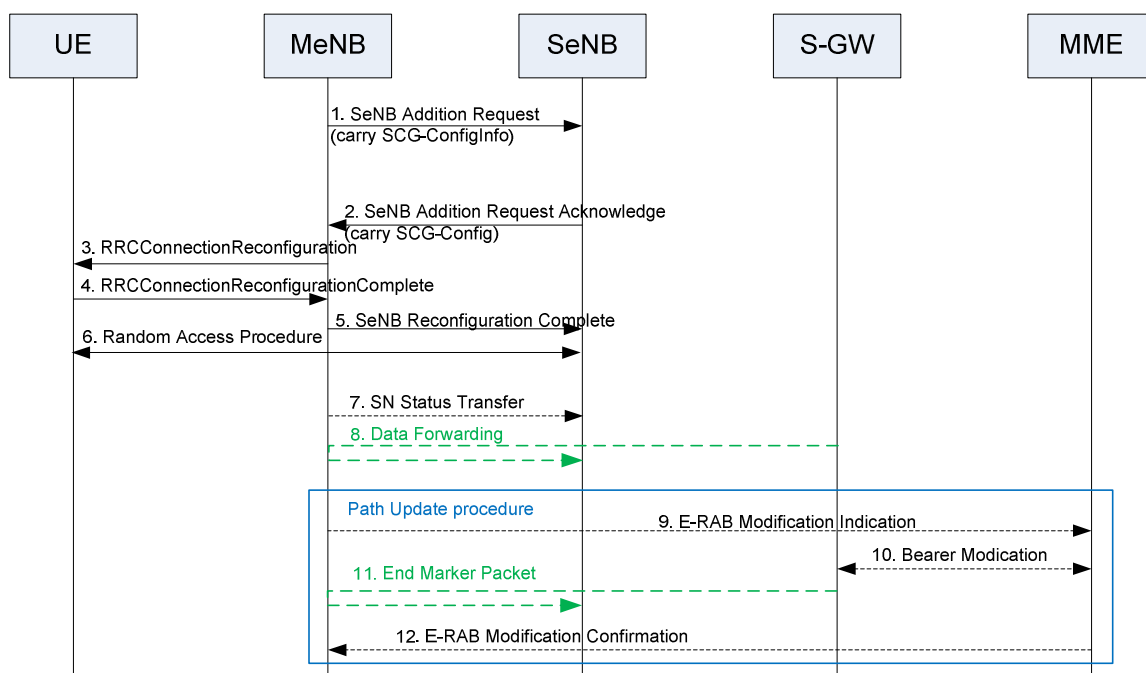 UE
MeNB
SeNB
S-GW
MME
1. SeNB Addition Request
(carry SCG-ConfigInfo)
2. SeNB Addition Request Acknowledge
(carry SCG-Config)
3. RRCConnectionReconfiguration
4. RRCConnectionReconfigurationComplete
5. SeNB Reconfiguration Complete
6. Random Access Procedure
7. SN Status Transfer
8. Data Forwarding
Path Update procedure
9. E-RAB Modification Indication
10. Bearer Modication
11. End Marker Packet
12. E-RAB Modification Confirmation